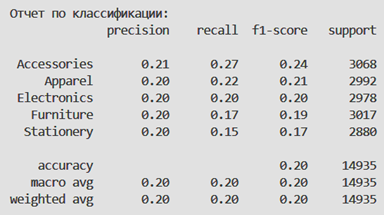 Отчет по классификации:
precision recall f1-score support
Accessories 0.21 0.27 0.24 3068
Apparel 0.20 0.22 0.21 2992
Electronics 0.20 0.20 0.20 2978
Furniture 0.20 0.17 0.19 3017
Stationery 0.20 0.15 0.17 2880
accuracy 0.20 14935
macro avg 0.20 0.20 0.20 14935
weighted avg 0.20 0.20 0.20 14935